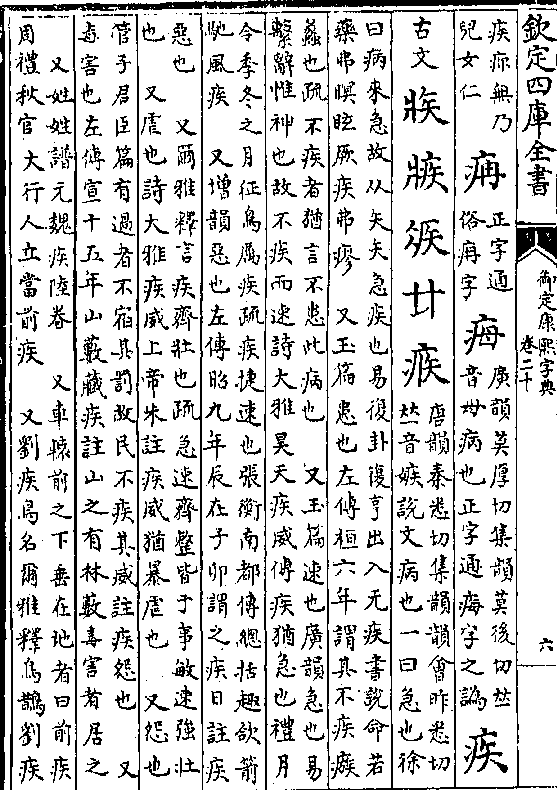 欽定四庫全書
御定康熙字典
卷二十
六
疾疢無乃
兒女仁
痈
正字通
俗痈字
痗
廣韻莫厚切集韻莫後切𠀤
音母病也正字通痗字之譌
疾
古文
𤶅
廿
唐韻秦悉切集韻韻會昨悉切
𠀤音嫉說文病也一曰急也徐
曰病來急故从矢矢急疾也易復卦復亨出入无疾書說命若
藥弗瞑眩厥疾弗瘳 又玉篇患也左傳桓六年謂其不疾瘯
蠡也疏不疾者猶言不患此病也 又玉篇速也廣韻急也易
繫辭惟神也故不疾而速詩大雅昊天疾威傳疾猶急也禮月
令季冬之月征鳥厲疾疏疾捷速也張衡南都傳總括趣欲箭
馳風疾 又增韻惡也左傳昭九年辰在子卯謂之疾日註疾
惡也 又爾雅釋言疾齊壯也疏急速齊整皆于事敏速強壯
也 又虐也詩大雅疾威上帝朱註疾威猶暴虐也 又怨也
管子君臣篇有過者不宿其罰故民不疾其威註疾怨也 又
毒害也左傳宣十五年山藪藏疾註山之有林藪毒害者居之
又姓姓譜元魏疾陸眷 又車轅前之下垂在地者曰前疾
周禮秋官大行人立當前疾 又劉疾鳥名爾雅釋鳥鷯劉疾